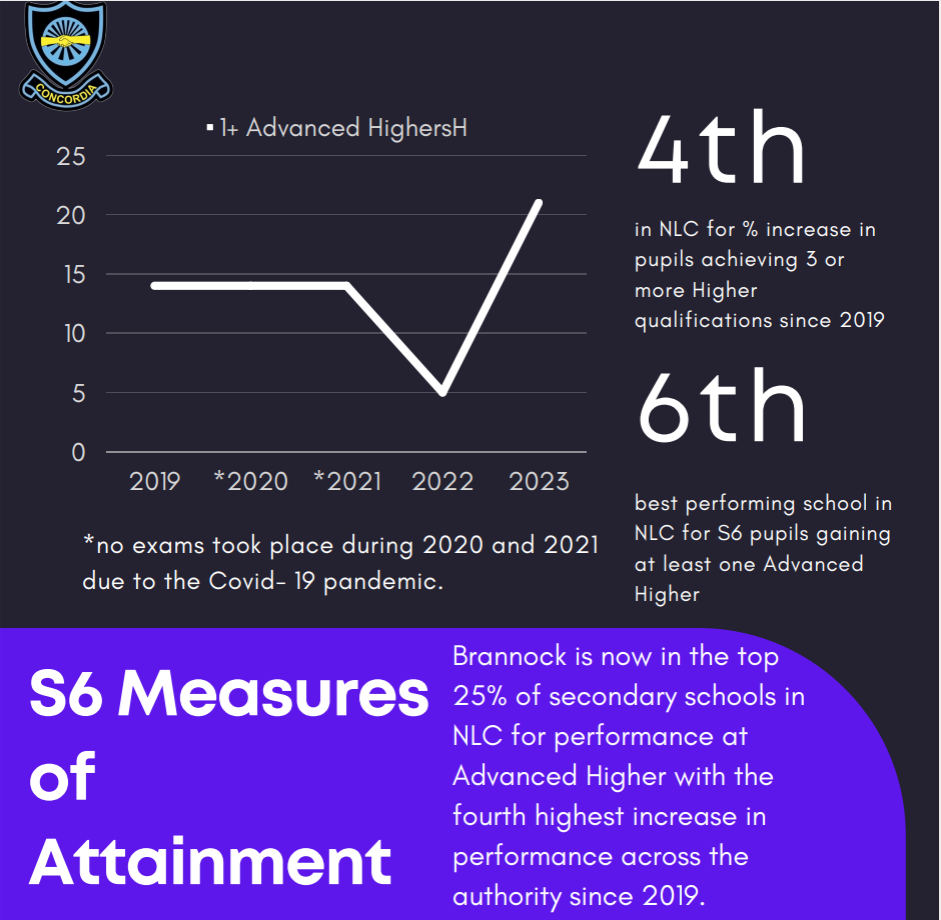 CONCORDIA
1+ Advanced HighersH
25
20
15
10
5
0
2019 *2020 *2021 2022 2023
*no exams took place during 2020 and 2021
due to the Covid- 19 pandemic.
4th
in NLC for % increase in
pupils achieving 3 or
more Higher
qualifications since 2019
6th
best performing school in
NLC for S6 pupils gaining
at least one Advanced
Higher
S6 Measures
of
Attainment
Brannock is now in the top
25% of secondary schools in
NLC for performance at
Advanced Higher with the
fourth highest increase in
performance across the
authority since 2019.